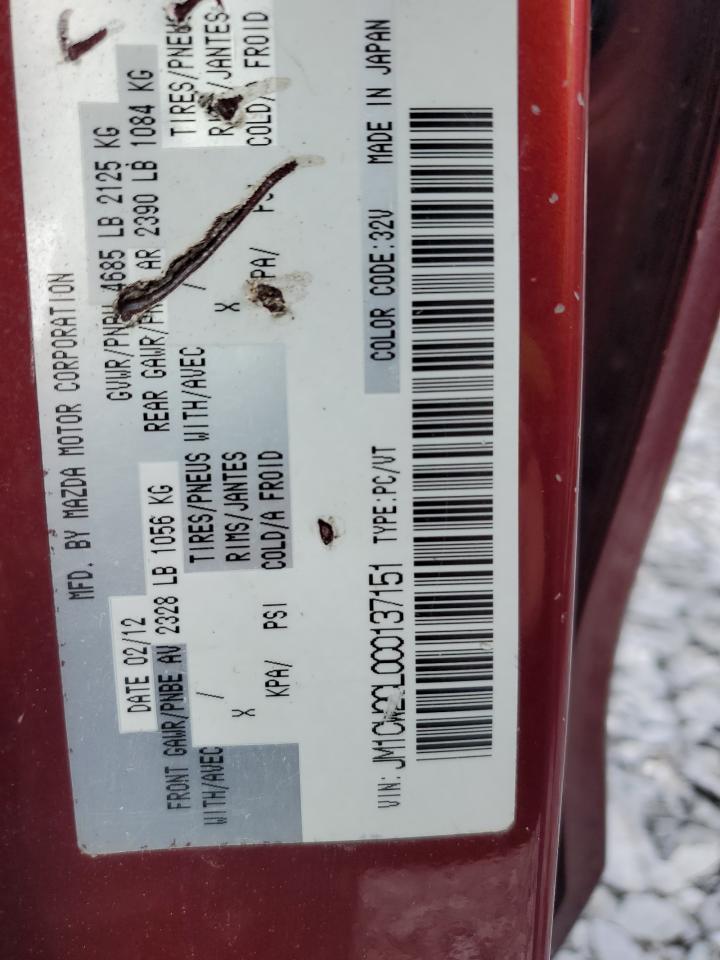 MFD. BY MAZDA MOTOR CORPORATION
DATE 02/12 GVWR/PNBV 4685 LB 2125 KG
FRONT GAWR/PNBE AV 2328 LB 1056 KG REAR GAWR/ AR 2390 LB 1084 KG
WITH/AVEC / TIRES/PNEUS WITH/AVEC / TIRES/PNEUS
X RIMS/JANTES X /JANTES
KPA/ PSI COLD/A FROID COLD/A FROID
VIN: JM1CW2CL0C0137151 TYPE:PC/VT COLOR CODE:32V MADE IN JAPAN